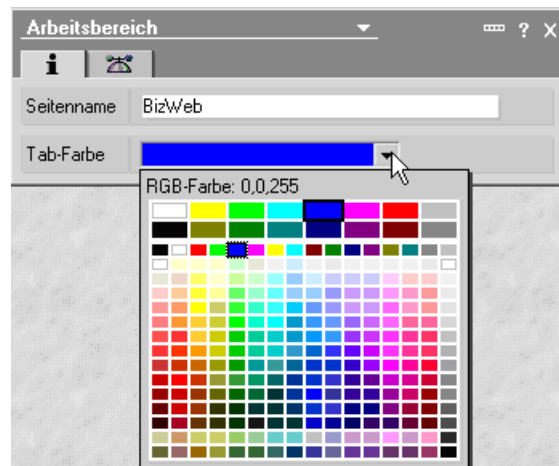 Arbeitsbereich
?
i
Seitenname BizWeb
Tab-Farbe
RGB-Farbe: 0,0,255